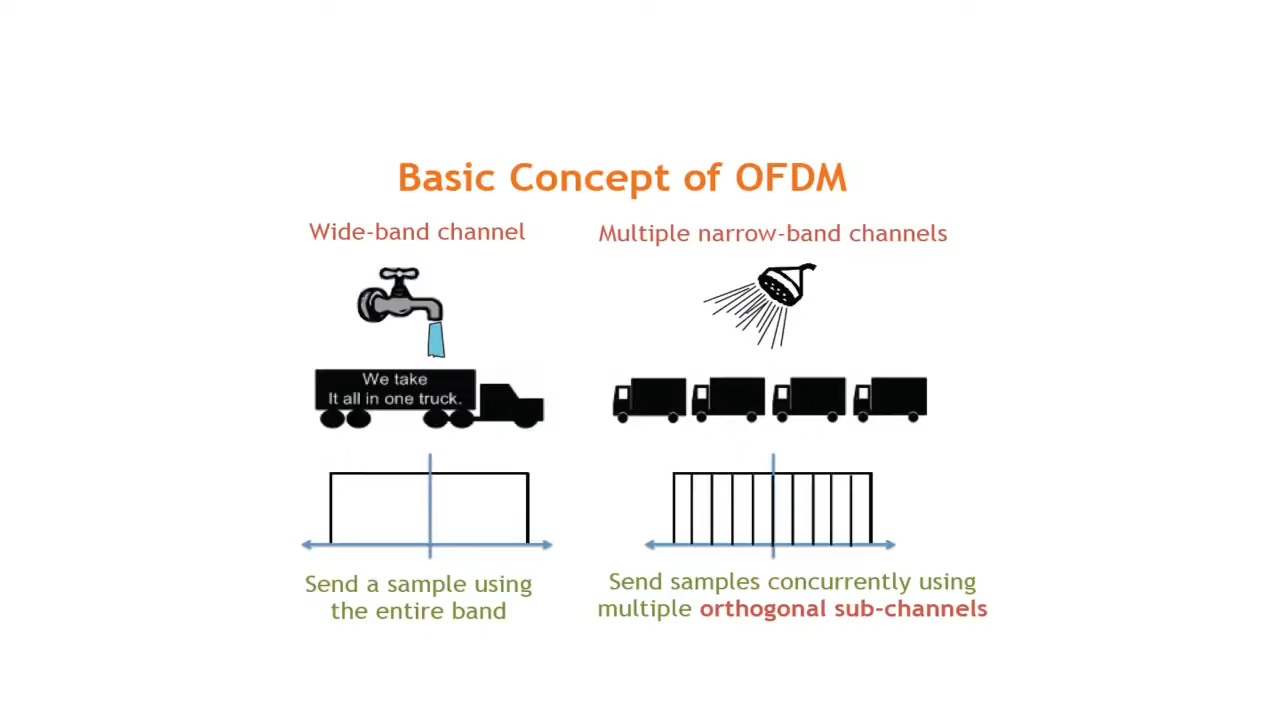 Basic Concept of OFDM
Wide-band channel
Multiple narrow-band channels
We take
It all in one truck.
Send a sample using
the entire band
Send samples concurrently using
multiple orthogonal sub-channels